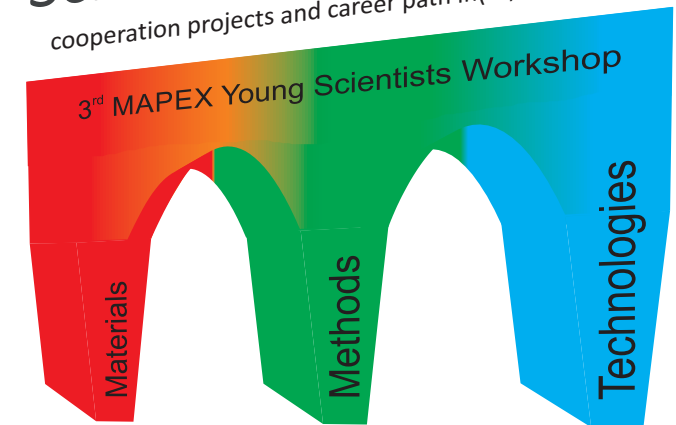 cooperation projects and career path
3rd MAPEX Young Scientists Workshop
Materials
Methods
Technologies